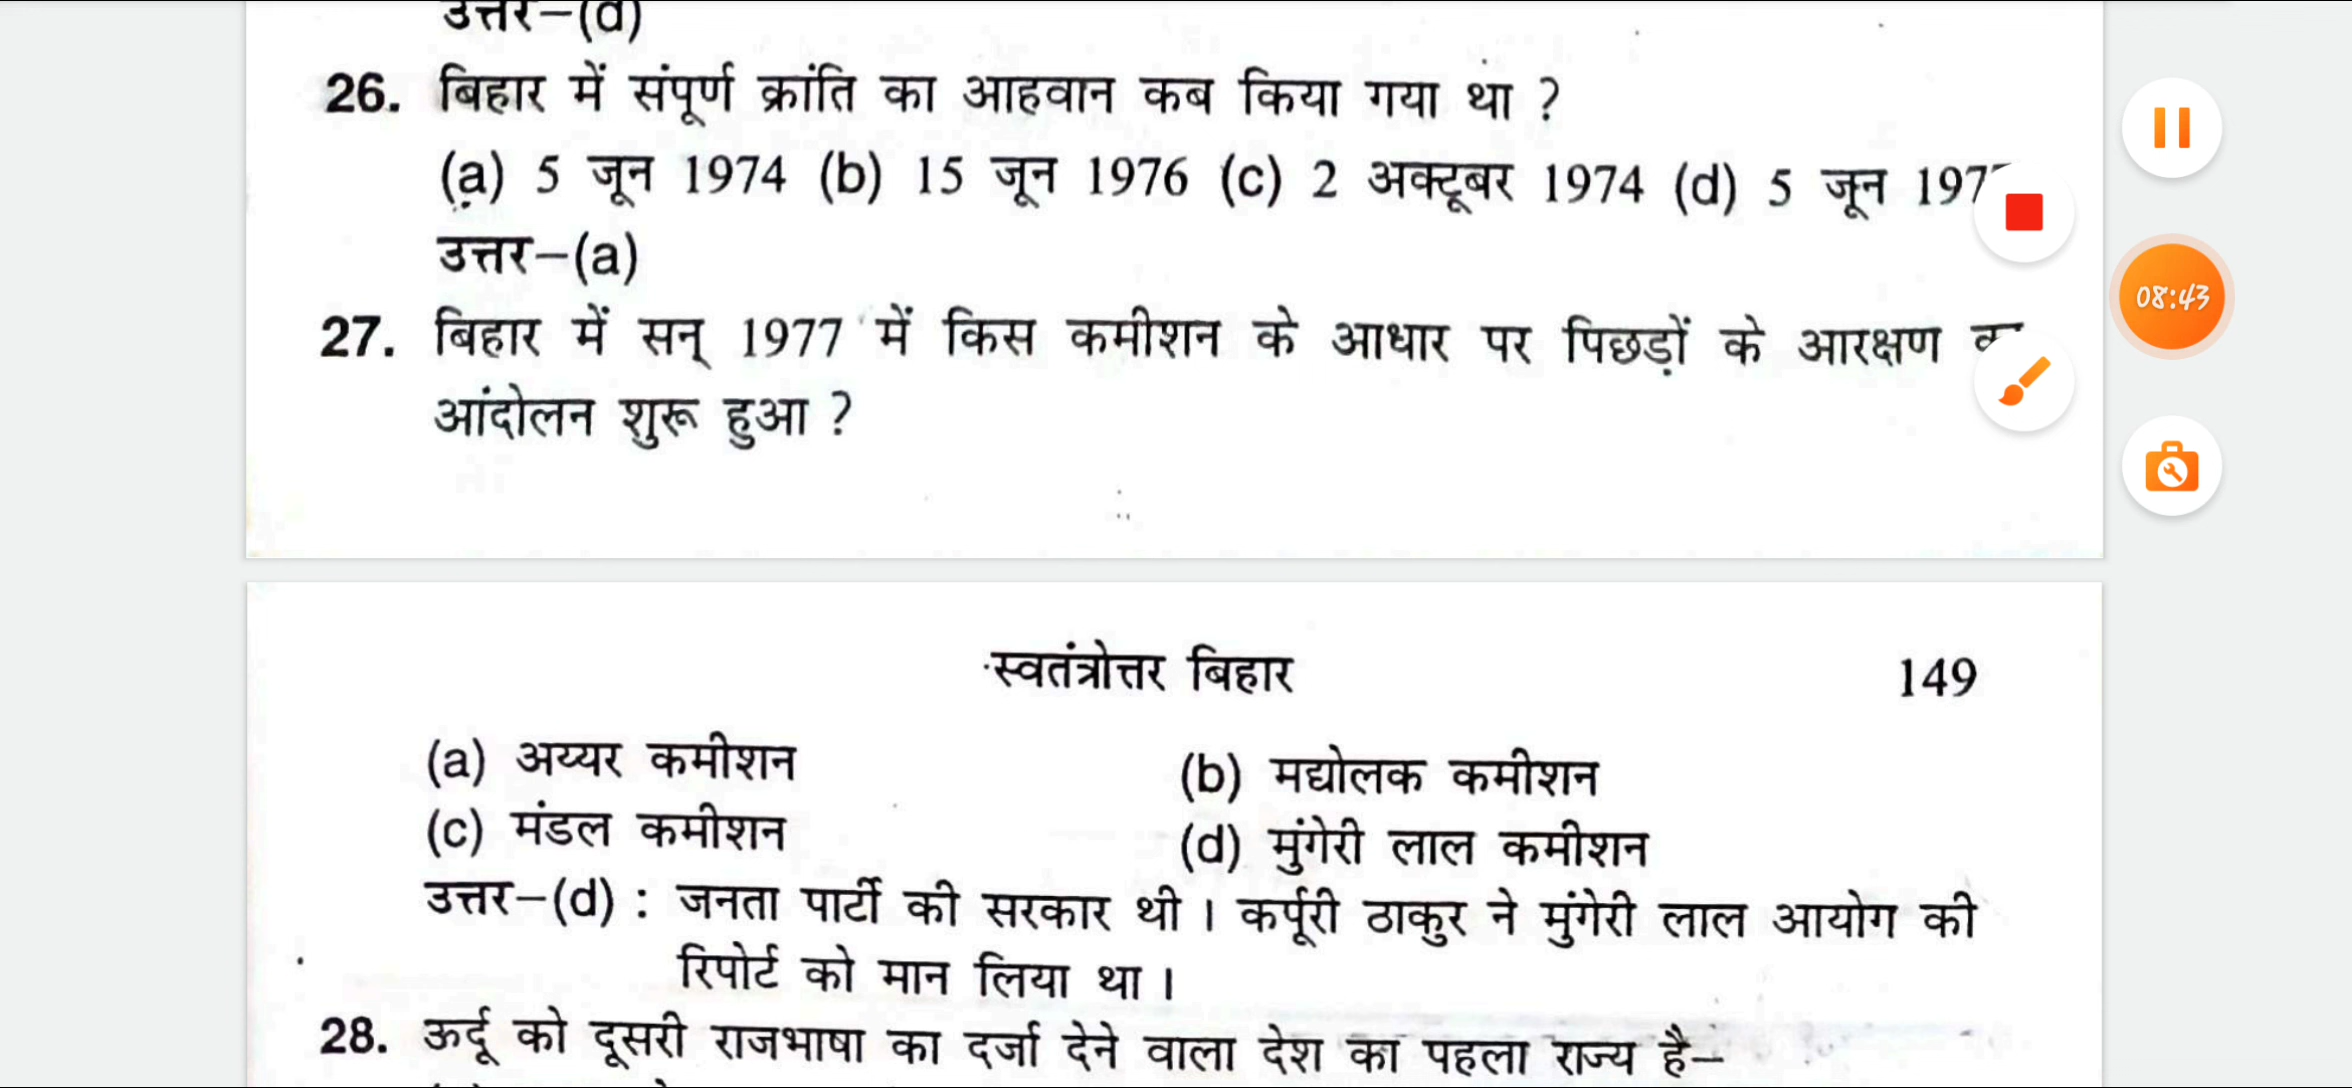 उत्तर–(d)
26. बिहार में संपूर्ण क्रांति का आहवान कब किया गया था ?
(a) 5 जून 1974 (b) 15 जून 1976 (c) 2 अक्टूबर 1974 (d) 5 जून
उत्तर–(a)
08:43
27. बिहार में सन् 1977 में किस कमीशन के आधार पर पिछड़ों के आरक्षण
आंदोलन शुरू हुआ ?
स्वतंत्रोत्तर बिहार 149
(a) अय्यर कमीशन (b) मद्योलक कमीशन
(c) मंडल कमीशन (d) मुंगेरी लाल कमीशन
उत्तर–(d) : जनता पार्टी की सरकार थी । कर्पूरी ठाकुर ने मुंगेरी लाल आयोग की
रिपोर्ट को मान लिया था ।
28. ऊर्दू को दूसरी राजभाषा का दर्जा देने वाला देश का पहला राज्य है–